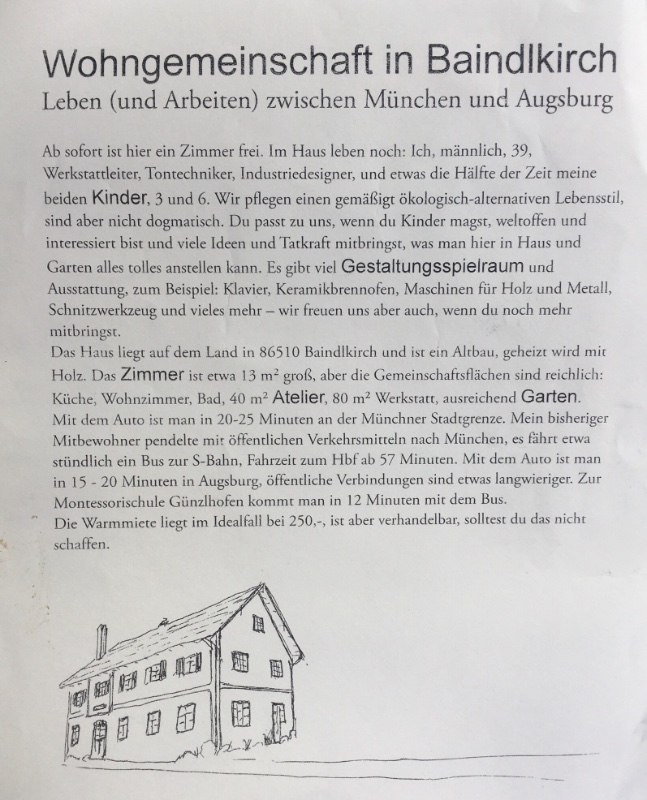 Wohngemeinschaft in Baindlkirch
Leben (und Arbeiten) zwischen München und Augsburg
Ab sofort ist hier ein Zimmer frei. Im Haus leben noch: Ich, männlich, 39,
Werkstattleiter, Tontechniker, Industriedesigner, und etwas die Hälfte der Zeit meine
beiden Kinder, 3 und 6. Wir pflegen einen gemäßigt ökologisch-alternativen Lebensstil,
sind aber nicht dogmatisch. Du passt zu uns, wenn du Kinder magst, weltoffen und
interessiert bist und viele Ideen und Tatkraft mitbringst, was man hier in Haus und
Garten alles tolles anstellen kann. Es gibt viel Gestaltungsspielraum und
Ausstattung, zum Beispiel: Klavier, Keramikbrennofen, Maschinen für Holz und Metall,
Schnitzwerkzeug und vieles mehr – wir freuen uns aber auch, wenn du noch mehr
mitbringst.
Das Haus liegt auf dem Land in 86510 Baindlkirch und ist ein Altbau, geheizt wird mit
Holz. Das Zimmer ist etwa 13 m² groß, aber die Gemeinschaftsflächen sind reichlich:
Küche, Wohnzimmer, Bad, 40 m² Atelier, 80 m² Werkstatt, ausreichend Garten.
Mit dem Auto ist man in 20-25 Minuten an der Münchner Stadtgrenze. Mein bisheriger
Mitbewohner pendelte mit öffentlichen Verkehrsmitteln nach München, es fährt etwa
stündlich ein Bus zur S-Bahn, Fahrzeit zum Hbf ab 57 Minuten. Mit dem Auto ist man
in 15 - 20 Minuten in Augsburg, öffentliche Verbindungen sind etwas langwieriger. Zur
Montessorischule Günzlhofen kommt man in 12 Minuten mit dem Bus.
Die Warmmiete liegt im Idealfall bei 250,-, ist aber verhandelbar, solltest du das nicht
schaffen.